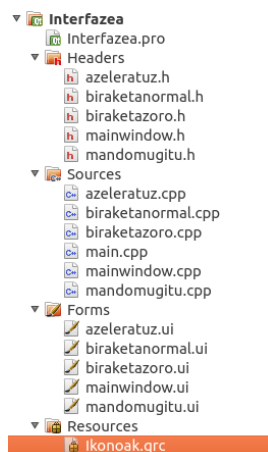 Interfazea
Interfazea.pro
Headers
azeleratuz.h
biraketanormal.h
biraketazoro.h
mainwindow.h
mandomugitu.h
Sources
azeleratuz.cpp
biraketanormal.cpp
biraketazoro.cpp
main.cpp
mainwindow.cpp
mandomugitu.cpp
Forms
azeleratuz.ui
biraketanormal.ui
biraketazoro.ui
mainwindow.ui
mandomugitu.ui
Resources
Ikonoak.qrc